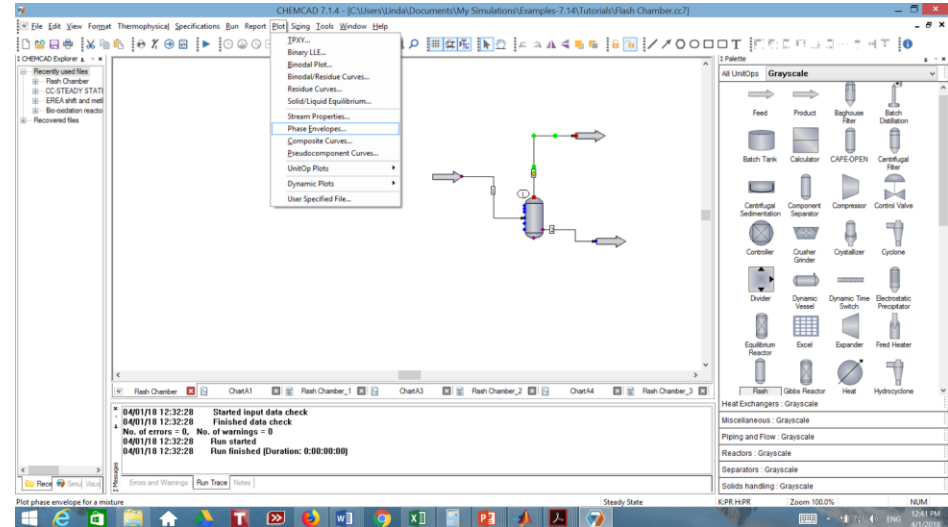 CHEMCAD 7.1.4 - [C:\Users\Linda\Documents\My Simulations\Examples-7.14\Tutorials\Flash Chamber.cc7]
File Edit View Format Thermophysical Specifications Run Report Plot Sizing Tools Window Help
CHEMCAD Explorer
Recently used files
Flash Chamber
CC-STEADY STATI
EREA shift and met
Bio-oxidation reacto
Recovered files
TPXY...
Binary LLE...
Binodal Plot...
Binodal/Residue Curves...
Residue Curves...
Solid/Liquid Equilibrium...
Stream Properties...
Phase Envelopes...
Composite Curves...
Pseudocomponent Curves...
UnitOp Plots
Dynamic Plots
User Specified File...
1
Palette
All UnitOps Grayscale
Feed Product Baghouse Filter Batch Distillation
Batch Tank Calculator CAPE-OPEN Centrifugal Filter
Centrifugal Sedimentation Component Separator Compressor Control Valve
Controller Crusher Grinder Crystallizer Cyclone
Divider Dynamic Vessel Dynamic Time Switch Electrostatic Precipitator
Equilibrium Reactor Excel Expander Fired Heater
Flash Gibbs Reactor Heat Hydrocyclone
Heat Exchangers : Grayscale
Miscellaneous : Grayscale
Piping and Flow : Grayscale
Reactors : Grayscale
Separators : Grayscale
Solids handling : Grayscale
Flash Chamber ChartA1 Flash Chamber_1 ChartA3 Flash Chamber_2 ChartA4 Flash Chamber_3
04/01/18 12:32:28 Started input data check
04/01/18 12:32:28 Finished data check
No. of errors = 0, No. of warnings = 0
04/01/18 12:32:28 Run started
04/01/18 12:32:28 Run finished (Duration: 0:00:00:00)
Messages
Errors and Warnings Run Trace Notes
Rece Simu Visua
Plot phase envelope for a mixture Steady State K:PR H:PR Zoom 100.0% NUM
ENG 12:41 PM